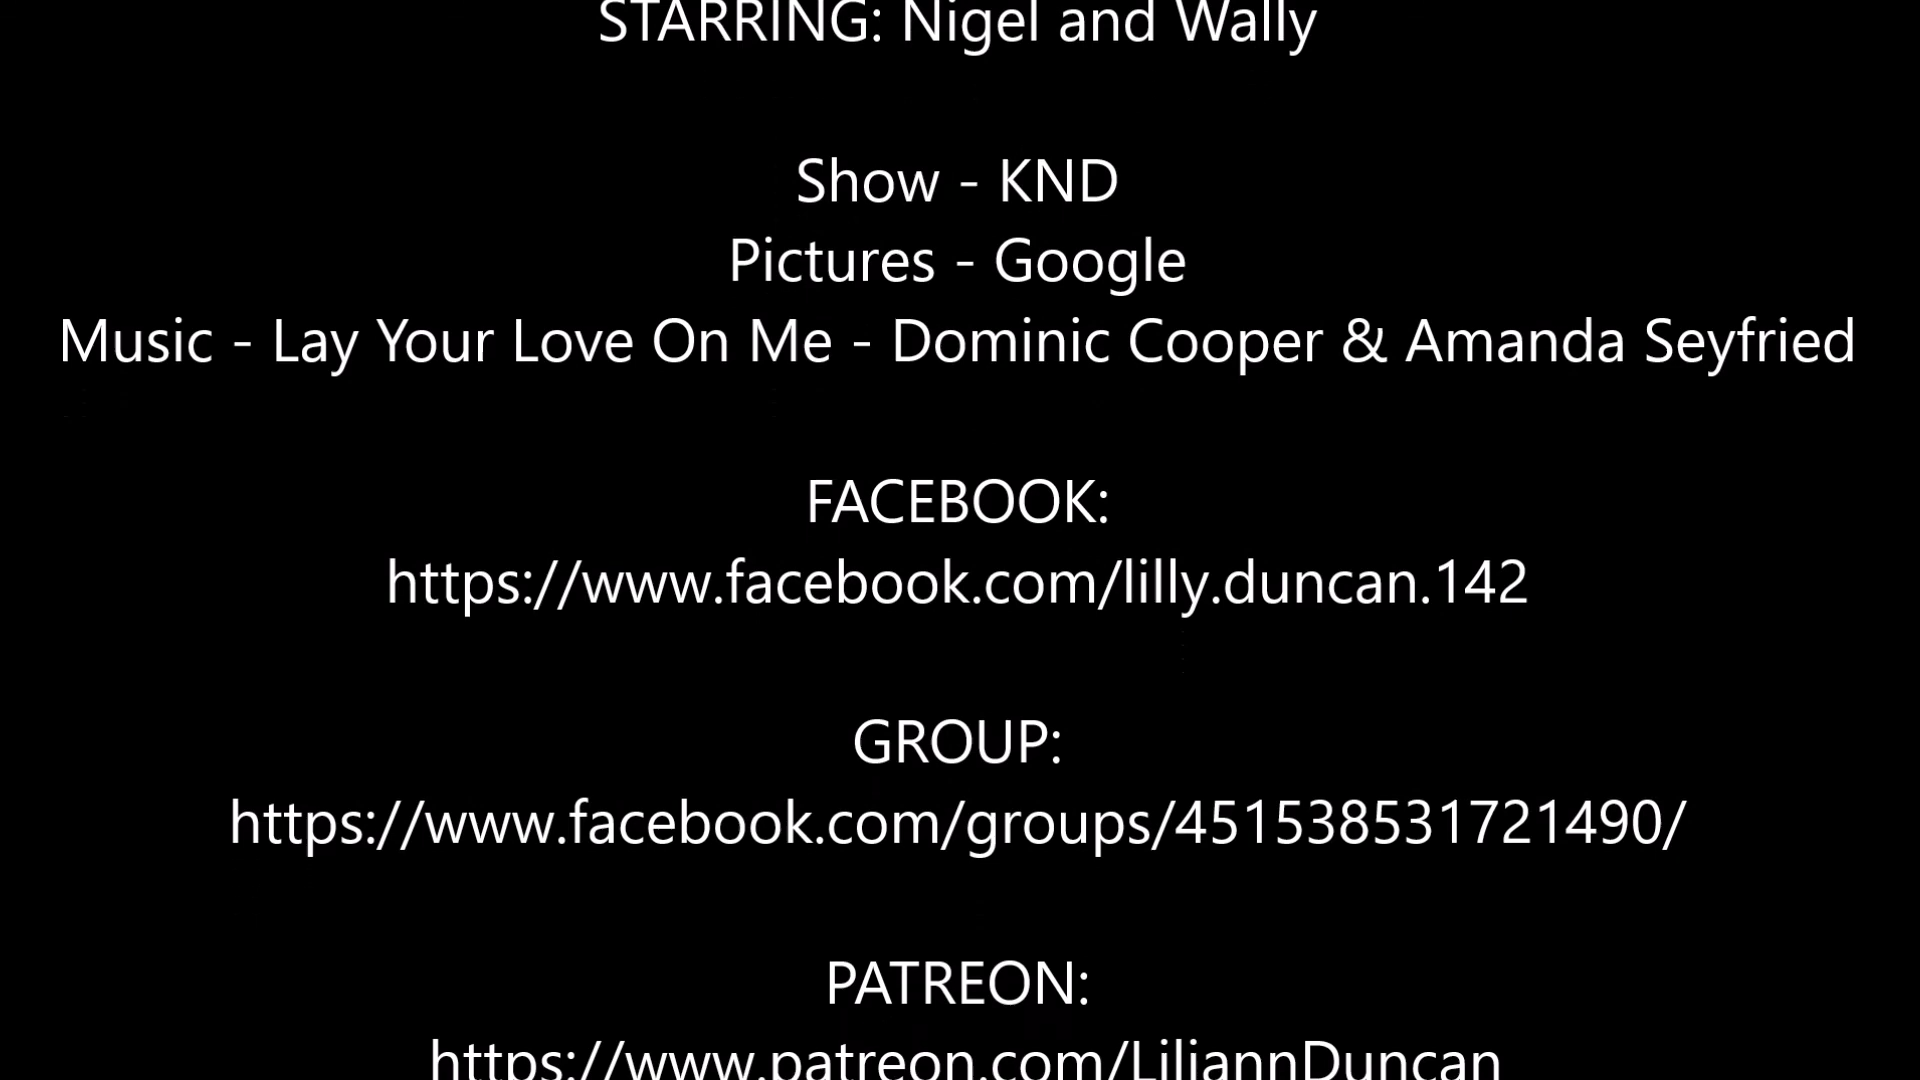 STARRING: Nigel and Wally
Show - KND
Pictures - Google
Music - Lay Your Love On Me - Dominic Cooper & Amanda Seyfried
FACEBOOK:
https://www.facebook.com/lilly.duncan.142
GROUP:
https://www.facebook.com/groups/451538531721490/
PATREON:
https://www.patreon.com/LiliannDuncan